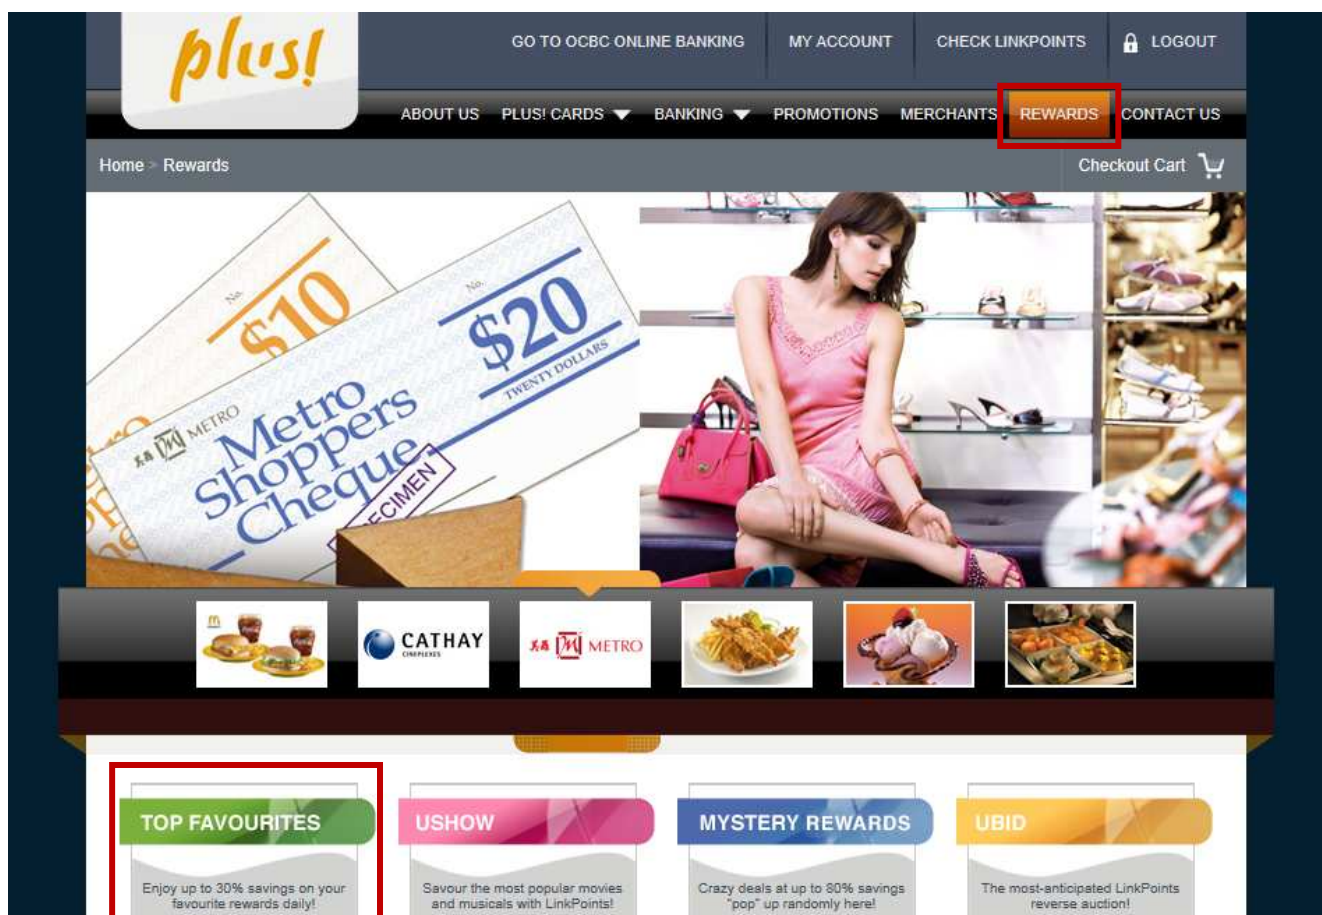 plus!
GO TO OCBC ONLINE BANKING
MY ACCOUNT
CHECK LINKPOINTS
LOGOUT
ABOUT US
PLUS! CARDS
BANKING
PROMOTIONS
MERCHANTS
REWARDS
CONTACT US
Home > Rewards
Checkout Cart
No.
$10
No.
$20
TWENTY DOLLARS
METRO
Metro
Shoppers
Cheque
SPECIMEN
CATHAY
CINEPLEXES
美羅 METRO
TOP FAVOURITES
Enjoy up to 30% savings on your
favourite rewards daily!
USHOW
Savour the most popular movies
and musicals with LinkPoints!
MYSTERY REWARDS
Crazy deals at up to 80% savings
"pop" up randomly here!
UBID
The most-anticipated LinkPoints
reverse auction!